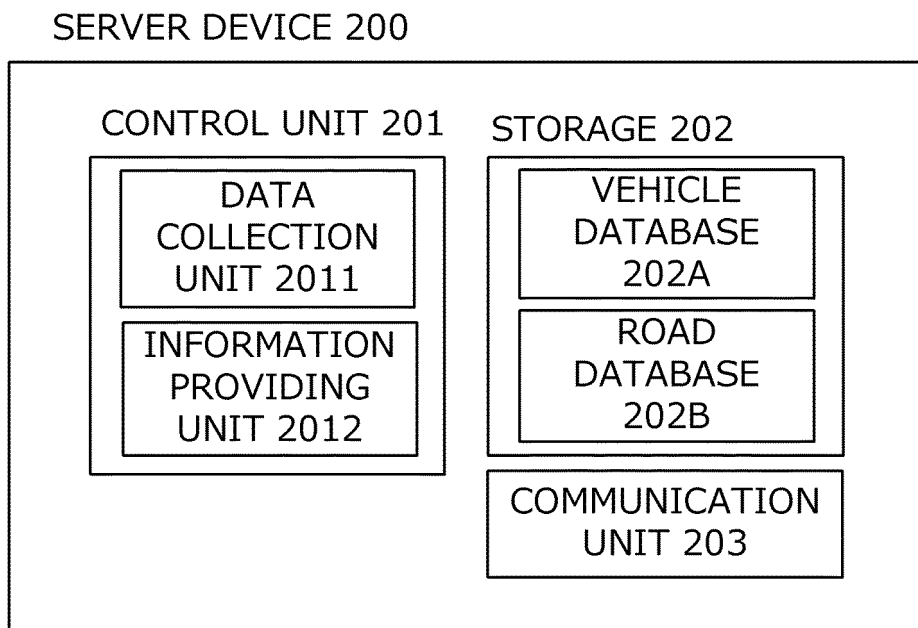 SERVER DEVICE 200
CONTROL UNIT 201
DATA
COLLECTION
UNIT 2011
INFORMATION
PROVIDING
UNIT 2012
STORAGE 202
VEHICLE
DATABASE
202A
ROAD
DATABASE
202B
COMMUNICATION
UNIT 203